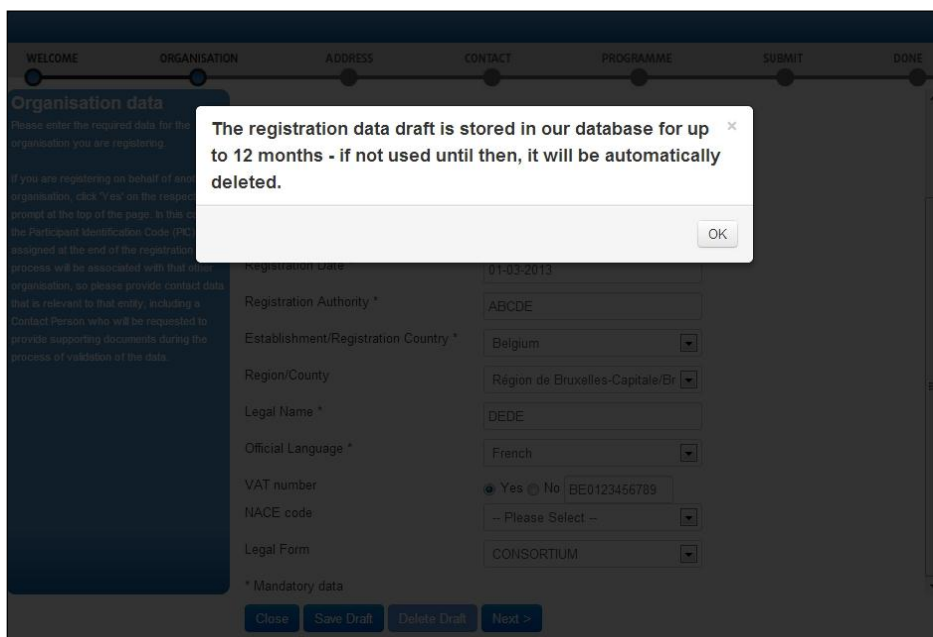 WELCOME ORGANISATION ADDRESS CONTACT PROGRAMME SUBMIT DONE
Organisation data
Please enter the required data for the
organisation you are registering
If you are registering on behalf of
organisation, click "Yes" on the
prompt at the top of the page. In this
the Participant Identification Code (PIC)
assigned at the end of the registration
process will be associated with that other
organisation, so please provide contact data
that is relevant to that entity, including a
Contact Person who will be requested to
provide supporting documents during the
process of validation of the data.
The registration data draft is stored in our database for up ×
to 12 months - if not used until then, it will be automatically
deleted.
OK
Registration Date 01-03-2013
Registration Authority * ABCDE
Establishment/Registration Country * Belgium
Region/County Région de Bruxelles-Capitale/Br
Legal Name * DEDE
Official Language * French
VAT number Yes No BE0123456789
NACE code -- Please Select --
Legal Form CONSORTIUM
* Mandatory data
Close Save Draft Delete Draft Next >